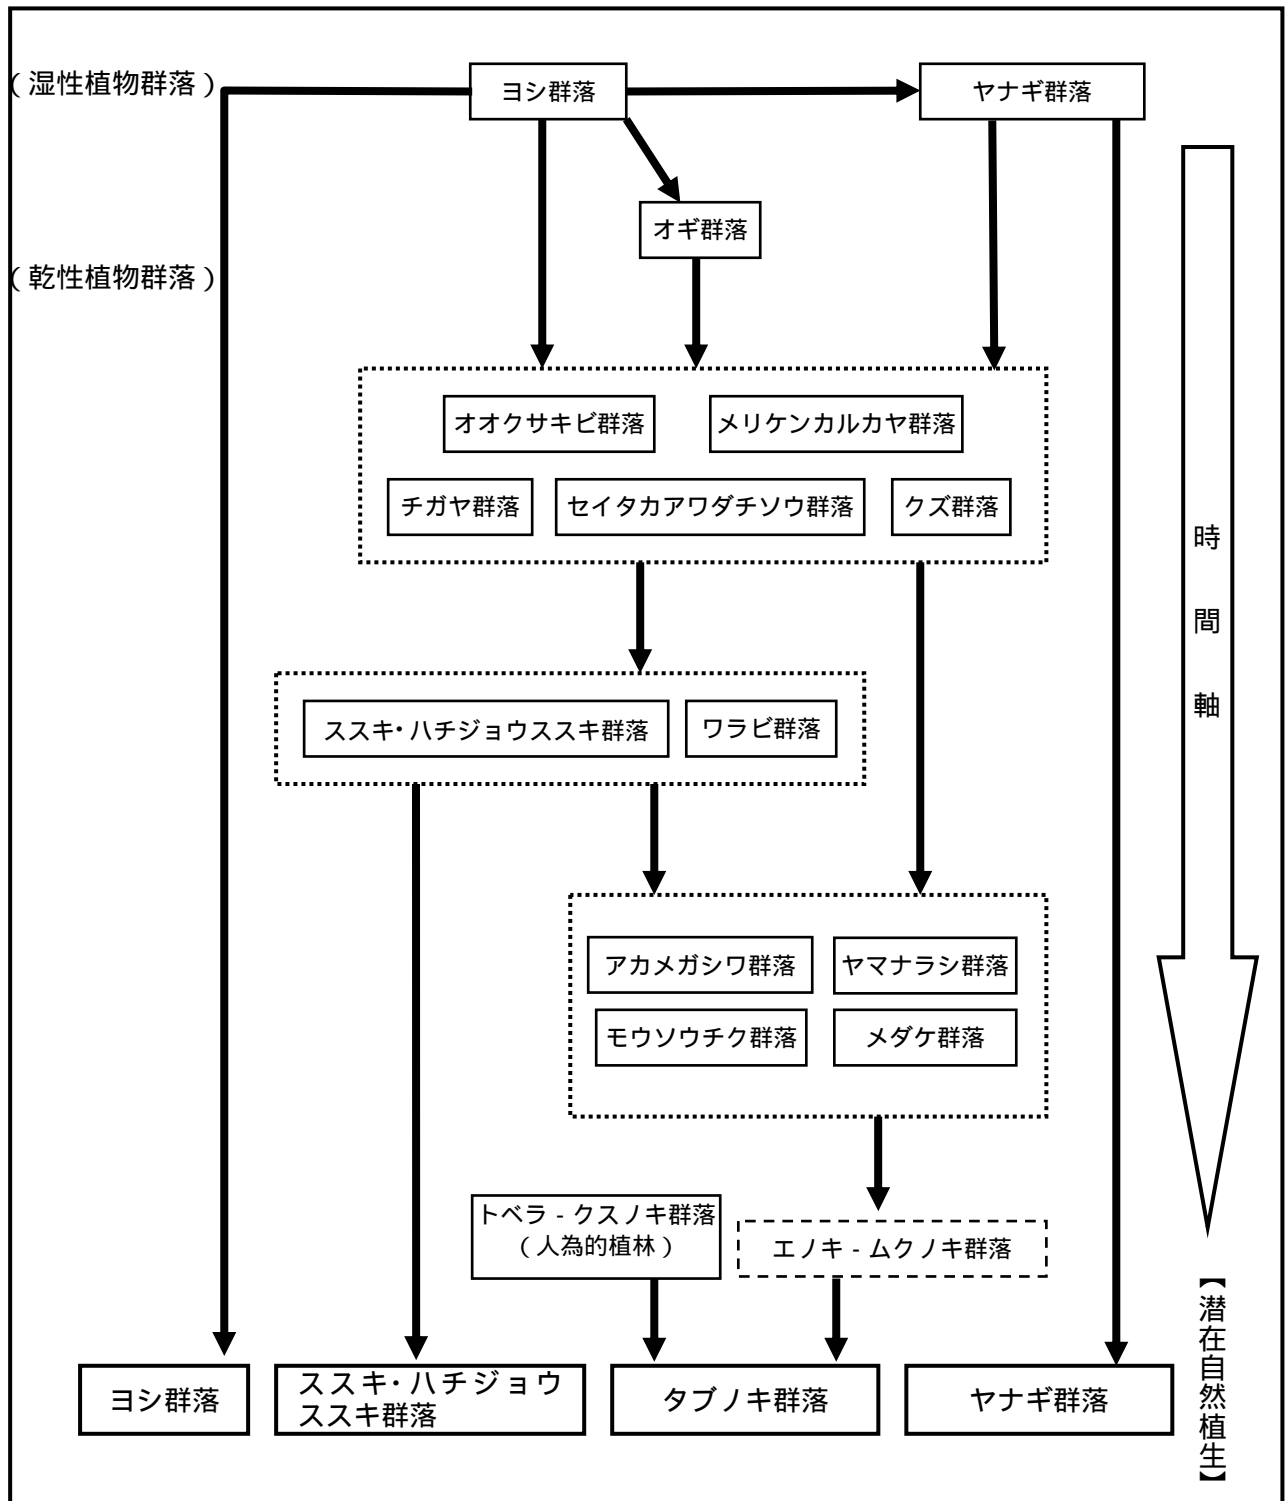 （湿性植物群落）
ヨシ群落
ヤナギ群落
オギ群落
（乾性植物群落）
オオクサキビ群落
メリケンカルカヤ群落
チガヤ群落
セイタカアワダチソウ群落
クズ群落
時間軸
ススキ・ハチジョウススキ群落
ワラビ群落
アカメガシワ群落
ヤマナラシ群落
モウソウチク群落
メダケ群落
トベラ - クスノキ群落
（人為的植林）
エノキ - ムクノキ群落
【潜在自然植生】
ヨシ群落
ススキ・ハチジョウ
ススキ群落
タブノキ群落
ヤナギ群落